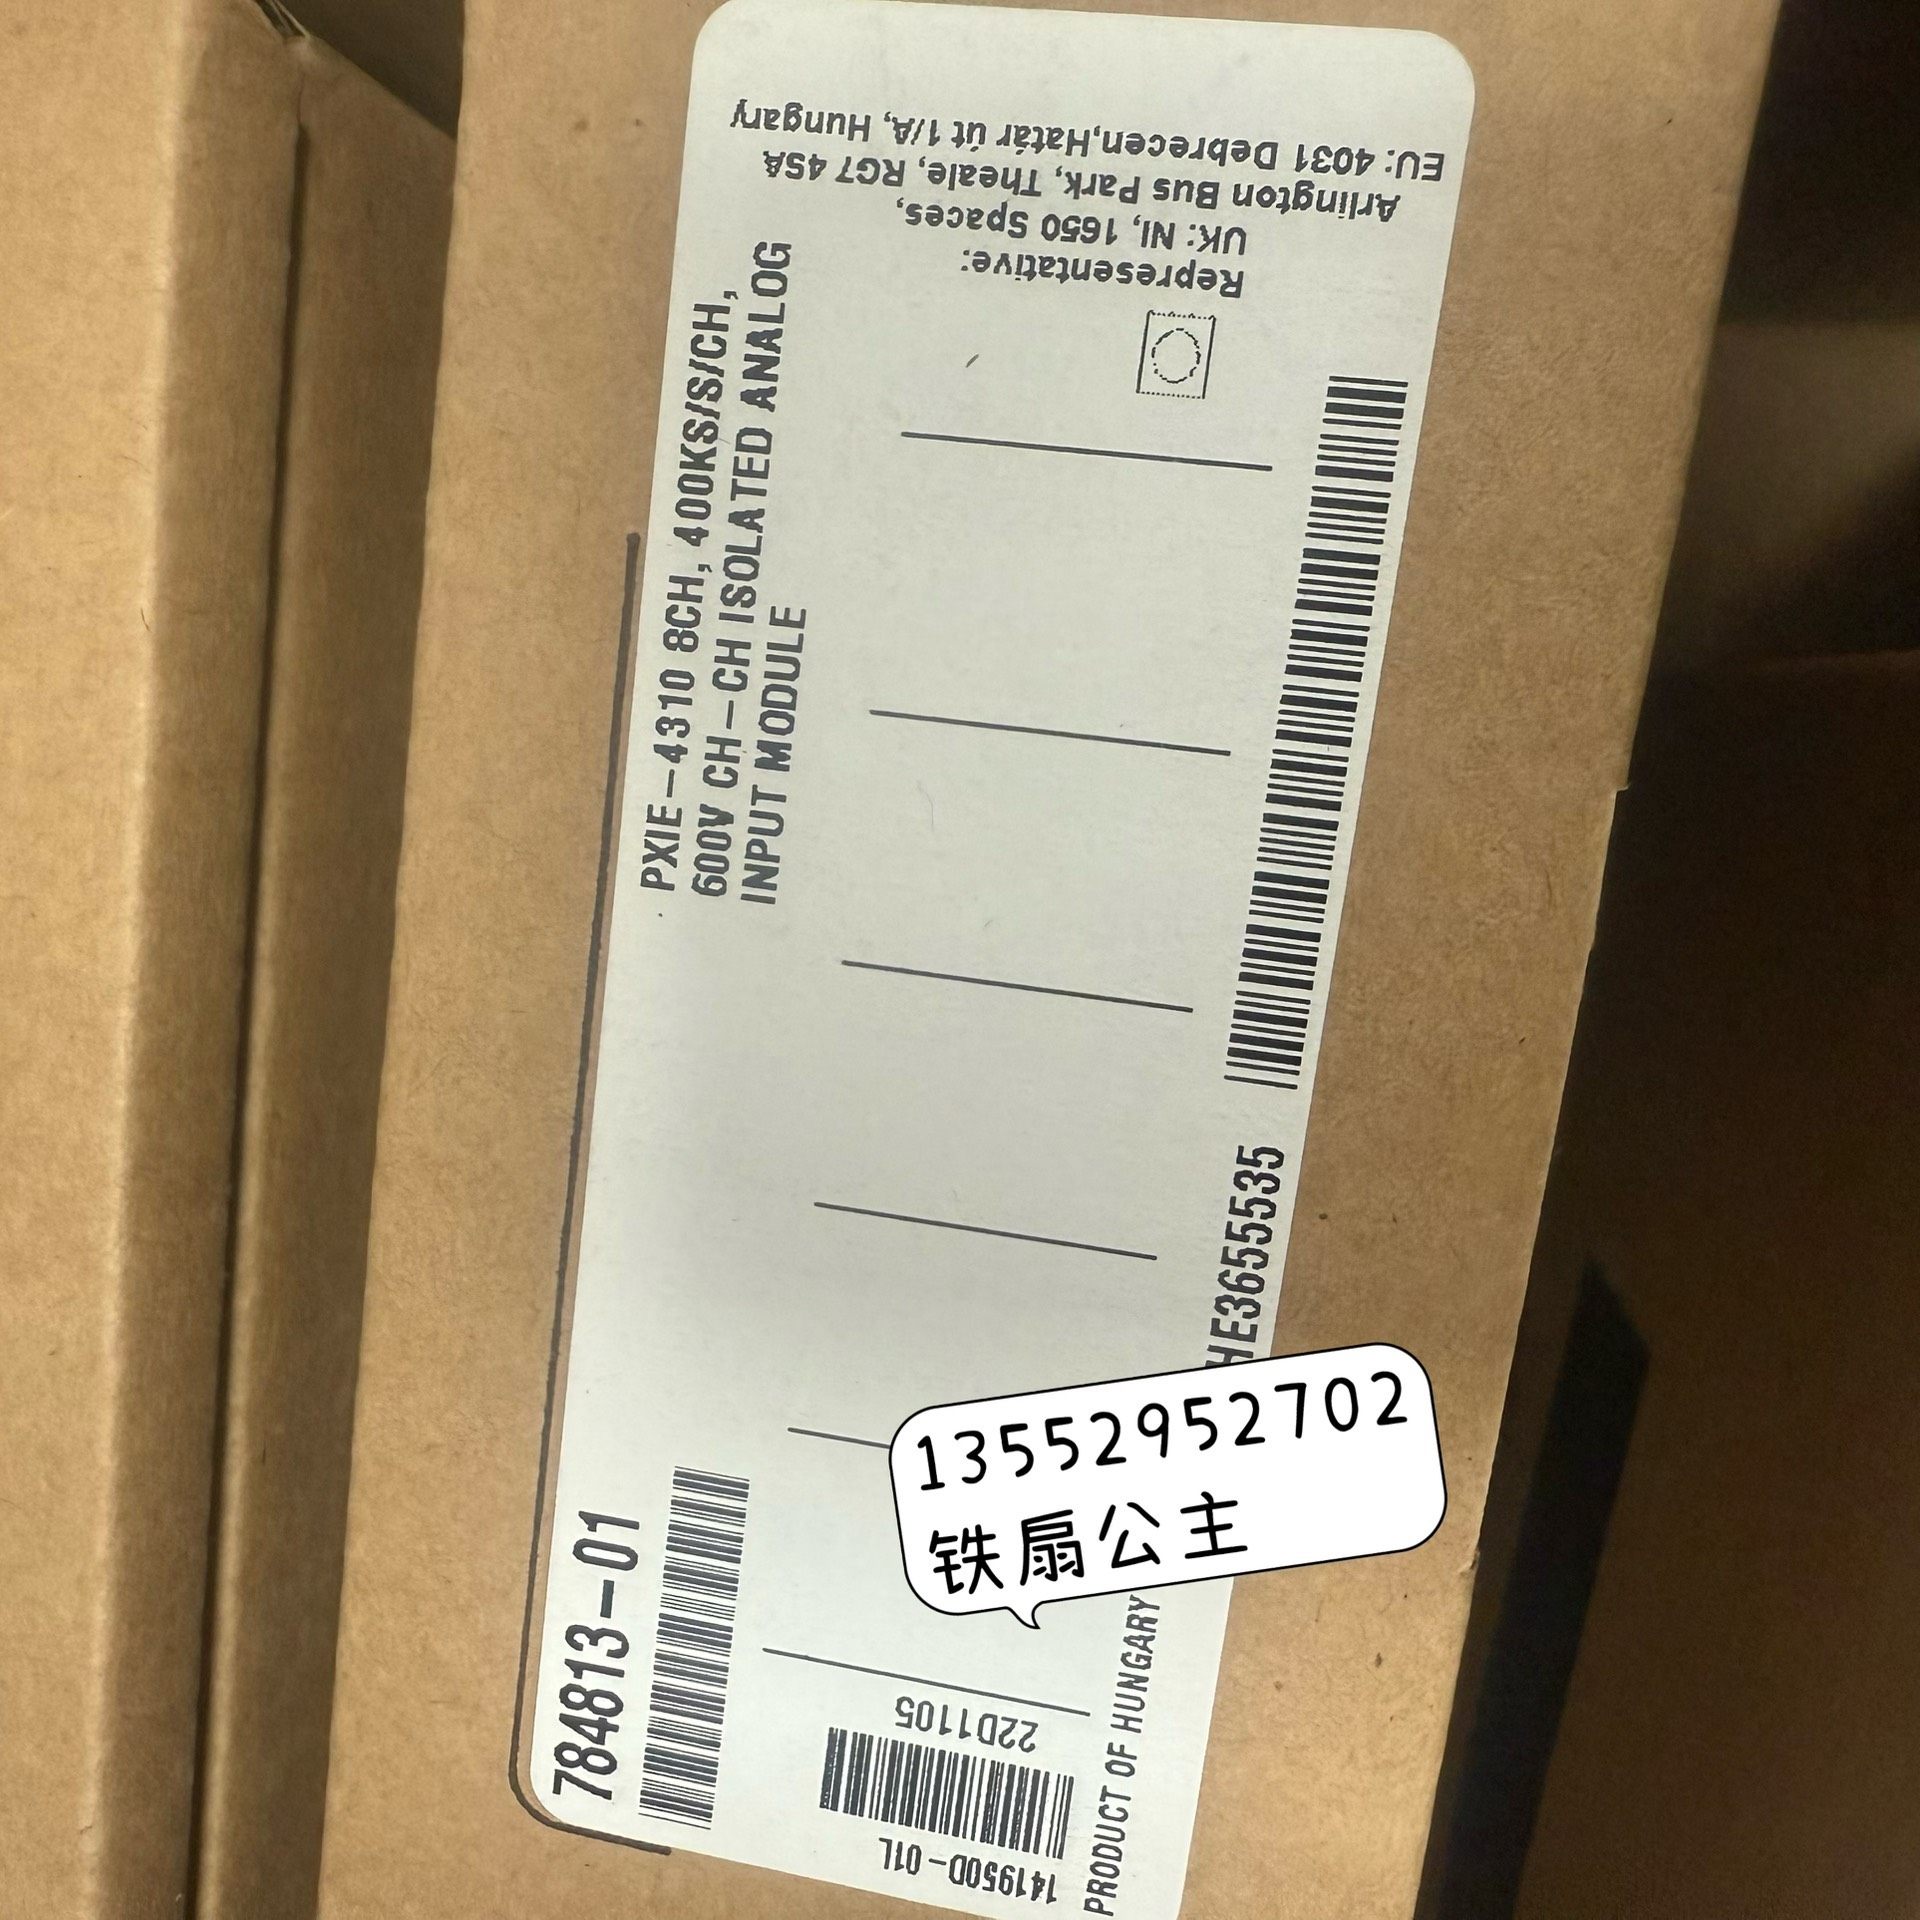 784813-01
PXIE-4310 8CH, 400KS/S/CH,
600V CH-CH ISOLATED ANALOG
INPUT MODULE
Representative:
UK: NI, 1650 Spaces,
Arlington Bus Park, Theale, RG7 4SA
EU: 4031 Debrecen,Határ út 1/A, Hungary
HE3655535
13552952702
铁扇公主
22D1105
141950D-01L
PRODUCT OF HUNGARY